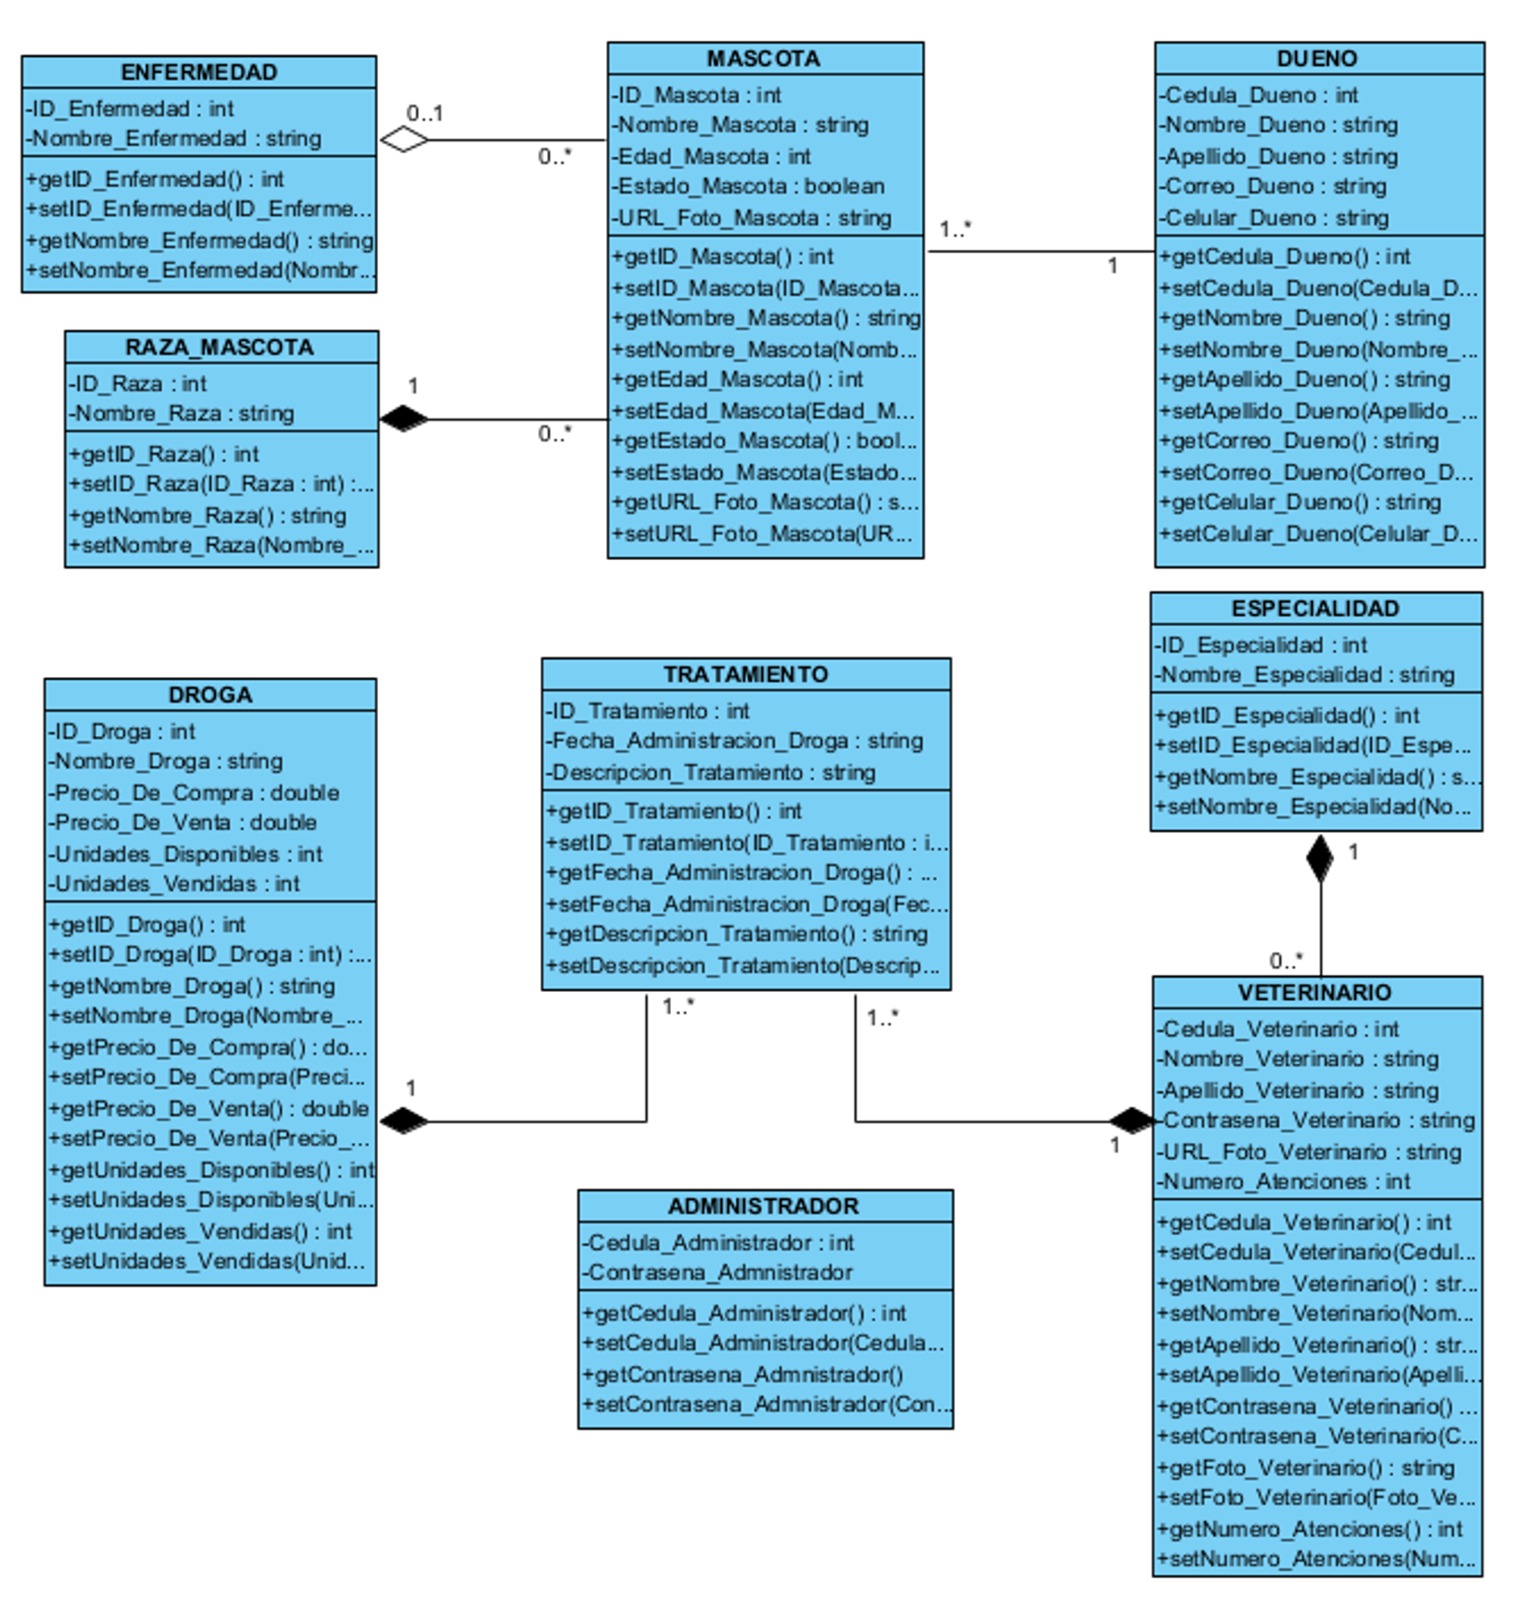 ENFERMEDAD
-ID_Enfermedad : int
-Nombre_Enfermedad : string
+getID_Enfermedad() : int
+setID_Enfermedad(ID_Enferme...
+getNombre_Enfermedad() : string
+setNombre_Enfermedad(Nombr...
0..1
0..*
MASCOTA
-ID_Mascota : int
-Nombre_Mascota : string
-Edad_Mascota : int
-Estado_Mascota : boolean
-URL_Foto_Mascota : string
+getID_Mascota() : int
+setID_Mascota(ID_Mascota...
+getNombre_Mascota() : string
+setNombre_Mascota(Nomb...
+getEdad_Mascota() : int
+setEdad_Mascota(Edad_M...
+getEstado_Mascota() : bool...
+setEstado_Mascota(Estado...
+getURL_Foto_Mascota() : s...
+setURL_Foto_Mascota(UR...
1..*
1
DUENO
-Cedula_Dueno : int
-Nombre_Dueno : string
-Apellido_Dueno : string
-Correo_Dueno : string
-Celular_Dueno : string
+getCedula_Dueno() : int
+setCedula_Dueno(Cedula_D...
+getNombre_Dueno() : string
+setNombre_Dueno(Nombre_...
+getApellido_Dueno() : string
+setApellido_Dueno(Apellido_...
+getCorreo_Dueno() : string
+setCorreo_Dueno(Correo_D...
+getCelular_Dueno() : string
+setCelular_Dueno(Celular_D...
RAZA_MASCOTA
-ID_Raza : int
-Nombre_Raza : string
+getID_Raza() : int
+setID_Raza(ID_Raza : int) :...
+getNombre_Raza() : string
+setNombre_Raza(Nombre_...
1
0..*
ESPECIALIDAD
-ID_Especialidad : int
-Nombre_Especialidad : string
+getID_Especialidad() : int
+setID_Especialidad(ID_Espe...
+getNombre_Especialidad() : s...
+setNombre_Especialidad(No...
1
0..*
DROGA
-ID_Droga : int
-Nombre_Droga : string
-Precio_De_Compra : double
-Precio_De_Venta : double
-Unidades_Disponibles : int
-Unidades_Vendidas : int
+getID_Droga() : int
+setID_Droga(ID_Droga : int) :...
+getNombre_Droga() : string
+setNombre_Droga(Nombre_...
+getPrecio_De_Compra() : do...
+setPrecio_De_Compra(Preci...
+getPrecio_De_Venta() : double
+setPrecio_De_Venta(Precio_...
+getUnidades_Disponibles() : int
+setUnidades_Disponibles(Uni...
+getUnidades_Vendidas() : int
+setUnidades_Vendidas(Unid...
TRATAMIENTO
-ID_Tratamiento : int
-Fecha_Administracion_Droga : string
-Descripcion_Tratamiento : string
+getID_Tratamiento() : int
+setID_Tratamiento(ID_Tratamiento : i...
+getFecha_Administracion_Droga() : ...
+setFecha_Administracion_Droga(Fec...
+getDescripcion_Tratamiento() : string
+setDescripcion_Tratamiento(Descrip...
1..*
1..*
1
1
VETERINARIO
-Cedula_Veterinario : int
-Nombre_Veterinario : string
-Apellido_Veterinario : string
-Contrasena_Veterinario : string
-URL_Foto_Veterinario : string
-Numero_Atenciones : int
+getCedula_Veterinario() : int
+setCedula_Veterinario(Cedul...
+getNombre_Veterinario() : str...
+setNombre_Veterinario(Nom...
+getApellido_Veterinario() : str...
+setApellido_Veterinario(Apelli...
+getContrasena_Veterinario() ...
+setContrasena_Veterinario(C...
+getFoto_Veterinario() : string
+setFoto_Veterinario(Foto_Ve...
+getNumero_Atenciones() : int
+setNumero_Atenciones(Num...
ADMINISTRADOR
-Cedula_Administrador : int
-Contrasena_Admnistrador
+getCedula_Administrador() : int
+setCedula_Administrador(Cedula...
+getContrasena_Admnistrador()
+setContrasena_Admnistrador(Con...